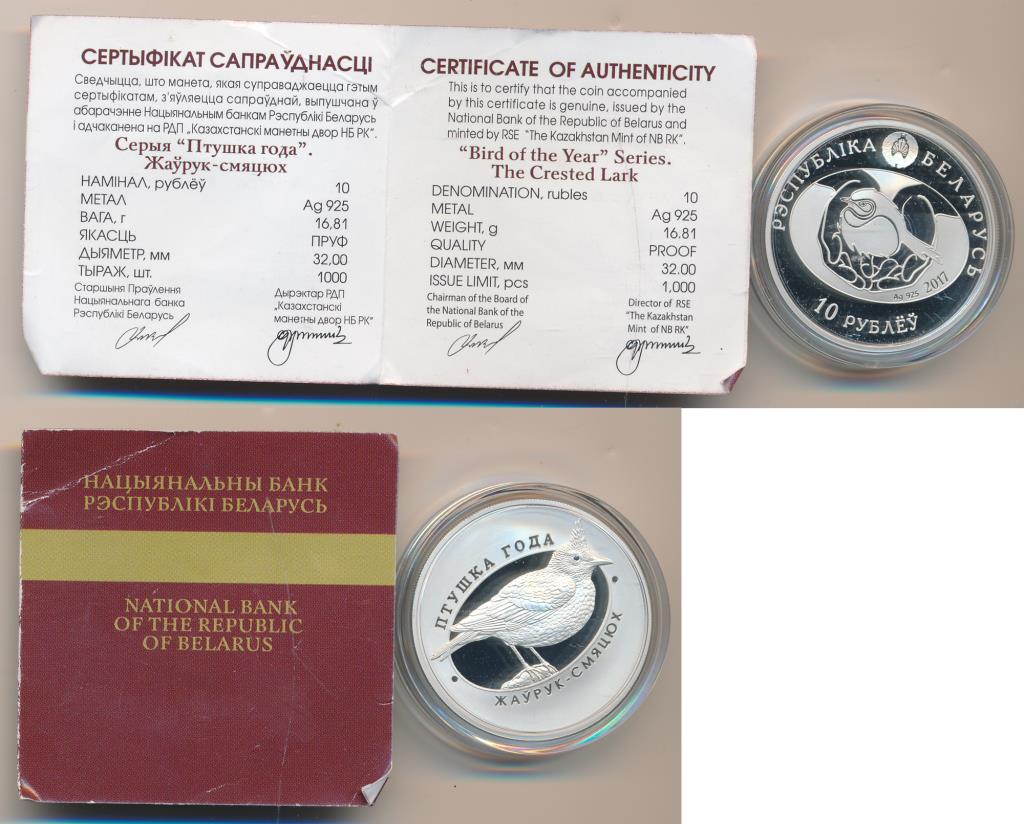 СЕРТЫФІКАТ САПРАЎДНАСЦІ
Сведчыцца, што манета, якая суправаджаецца гэтым
сертыфікатам, з'яўляецца сапраўднай, выпушчана ў
абарачэнне Нацыянальным банкам Рэспублікі Беларусь
і адчаканена на РДП „Казахстанскі манетны двор НБ РК".
Серыя "Птушка года".
Жаўрук-смяцюх
НАМІНАЛ, рублёў 10
МЕТАЛ Ag 925
ВАГА, г 16,81
ЯКАСЦЬ ПРУФ
ДЫЯМЕТР, мм 32,00
ТЫРАЖ, шт. 1000
Старшыня Праўлення
Нацыянальнага банка
Рэспублікі Беларусь
Дырэктар РДП
„Казахстанскі
манетны двор НБ РК"
CERTIFICATE OF AUTHENTICITY
This is to certify that the coin accompanied
by this certificate is genuine, issued by the
National Bank of the Republic of Belarus and
minted by RSE "The Kazakhstan Mint of NB RK".
"Bird of the Year" Series.
The Crested Lark
DENOMINATION, rubles 10
METAL Ag 925
WEIGHT, g 16.81
QUALITY PROOF
DIAMETER, мм 32.00
ISSUE LIMIT, pcs 1,000
Chairman of the Board of
the National Bank of the
Republic of Belarus
Director of RSE
"The Kazakhstan
Mint of NB RK"
РЭСПУБЛІКА БЕЛАРУСЬ
Ag 925 2017
10 РУБЛЁЎ
НАЦЫЯНАЛЬНЫ БАНК
РЭСПУБЛІКІ БЕЛАРУСЬ
NATIONAL BANK
OF THE REPUBLIC
OF BELARUS
ПТУШКА ГОДА
ЖАЎРУК-СМЯЦЮХ